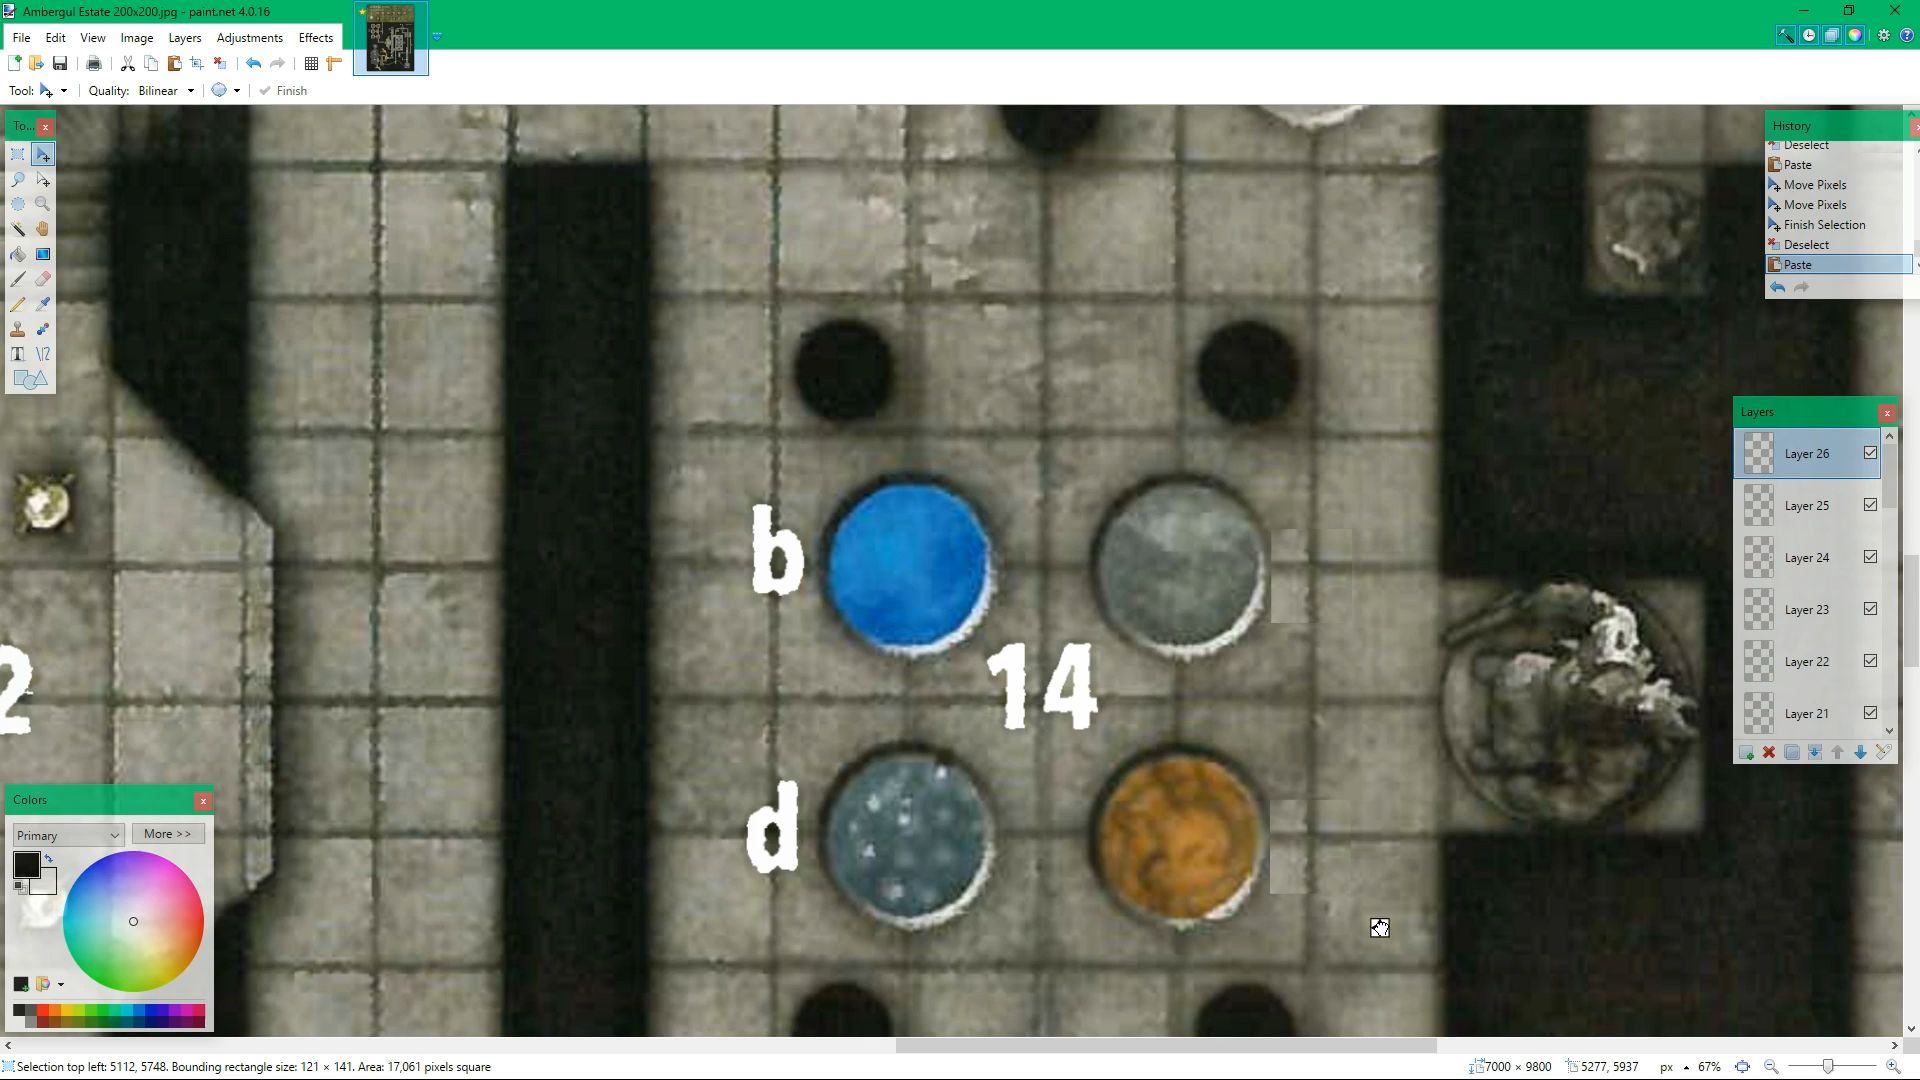 Ambergul Estate 200x200.jpg - paint.net 4.0.16
File Edit View Image Layers Adjustments Effects
Tool: Quality: Bilinear Finish
To...
History
Deselect
Paste
Move Pixels
Move Pixels
Finish Selection
Deselect
Paste
b
14
d
2
Layers
Layer 26
Layer 25
Layer 24
Layer 23
Layer 22
Layer 21
Colors
Primary More >>
Selection top left: 5112, 5748. Bounding rectangle size: 121 × 141. Area: 17,061 pixels square 7000 × 9800 5277, 5937 px 67%